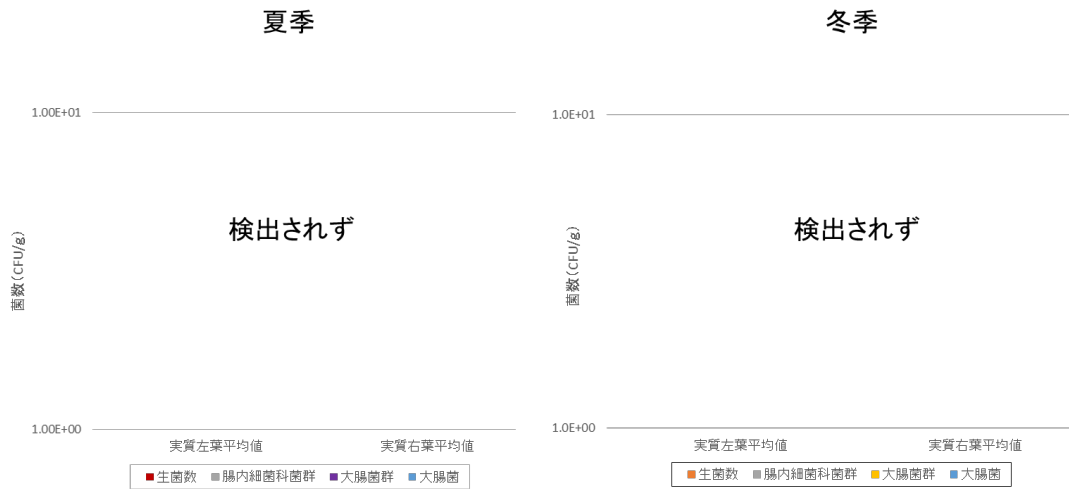 夏季
1.00E+01
検出されず
菌数(CFU/g)
1.00E+00
実質左葉平均値 実質右葉平均値
生菌数 腸内細菌科菌群 大腸菌群 大腸菌
冬季
1.0E+01
検出されず
菌数(CFU/g)
1.0E+00
実質左葉平均値 実質右葉平均値
生菌数 腸内細菌科菌群 大腸菌群 大腸菌